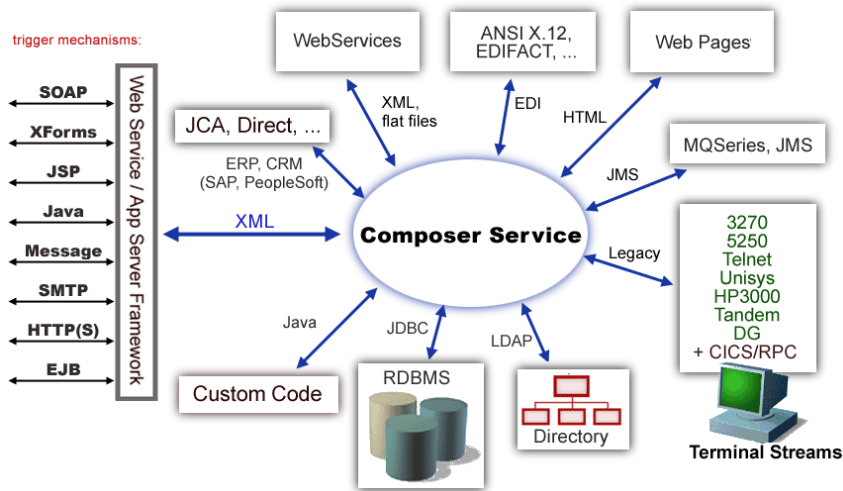 trigger mechanisms:
SOAP
XForms
JSP
Java
Message
SMTP
HTTP(S)
EJB
Web Service / App Server Framework
XML
WebServices
XML,
flat files
ANSI X.12,
EDIFACT, ...
EDI
Web Pages
HTML
JCA, Direct, ...
ERP, CRM
(SAP, PeopleSoft)
MQSeries, JMS
JMS
Composer Service
Legacy
3270
5250
Telnet
Unisys
HP3000
Tandem
DG
+ CICS/RPC
Terminal Streams
Java
Custom Code
JDBC
RDBMS
LDAP
Directory